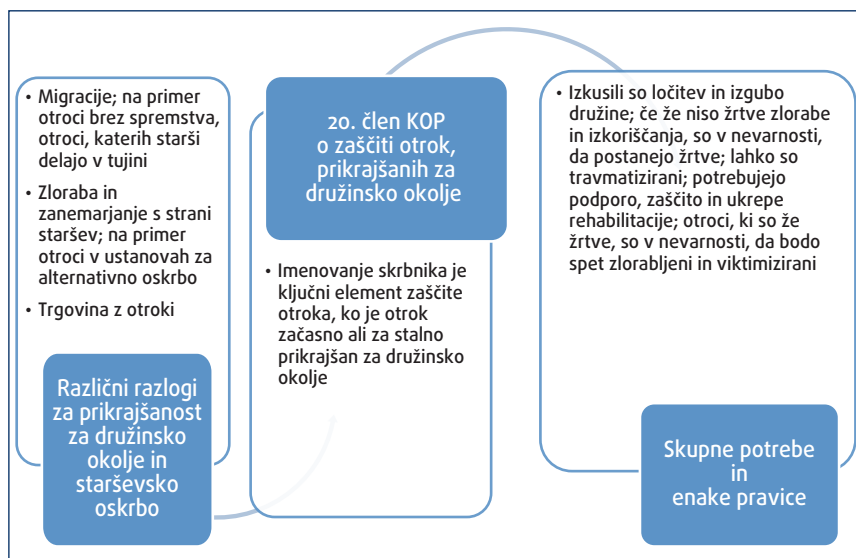 • Migracije; na primer
otroci brez spremstva,
otroci, katerih starši
delajo v tujini
• Zloraba in
zanemarjanje s strani
staršev; na primer
otroci v ustanovah za
alternativno oskrbo
• Trgovina z otroki
Različni razlogi
za prikrajšanost
za družinsko
okolje in
starševsko
oskrbo
20. člen KOP
o zaščiti otrok,
prikrajšanih za
družinsko okolje
• Imenovanje skrbnika je
ključni element zaščite
otroka, ko je otrok
začasno ali za stalno
prikrajšan za družinsko
okolje
• Izkusili so ločitev in izgubo
družine; če že niso žrtve zlorabe
in izkoriščanja, so v nevarnosti,
da postanejo žrtve; lahko so
travmatizirani; potrebujejo
podporo, zaščito in ukrepe
rehabilitacije; otroci, ki so že
žrtve, so v nevarnosti, da bodo
spet zlorabljeni in viktimizirani
Skupne potrebe
in
enake pravice